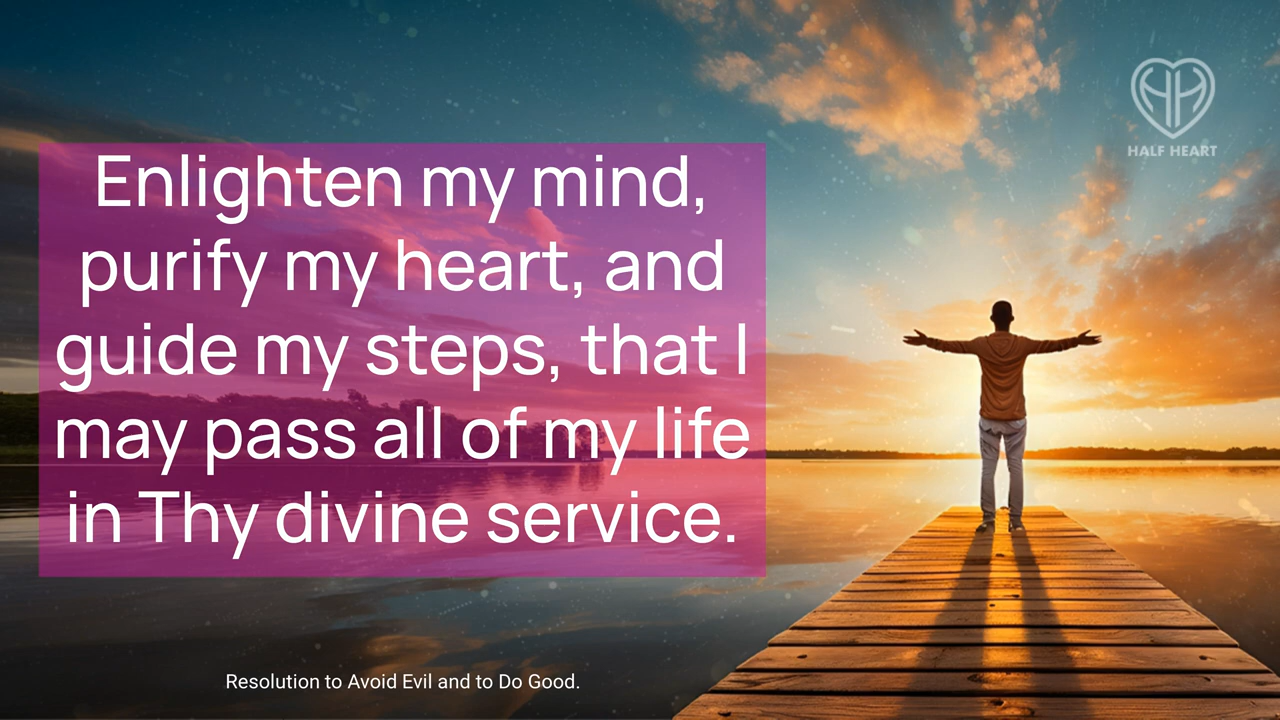 Enlighten my mind,
purify my heart, and
guide my steps, that I
may pass all of my life
in Thy divine service.
Resolution to Avoid Evil and to Do Good.
HALF HEART